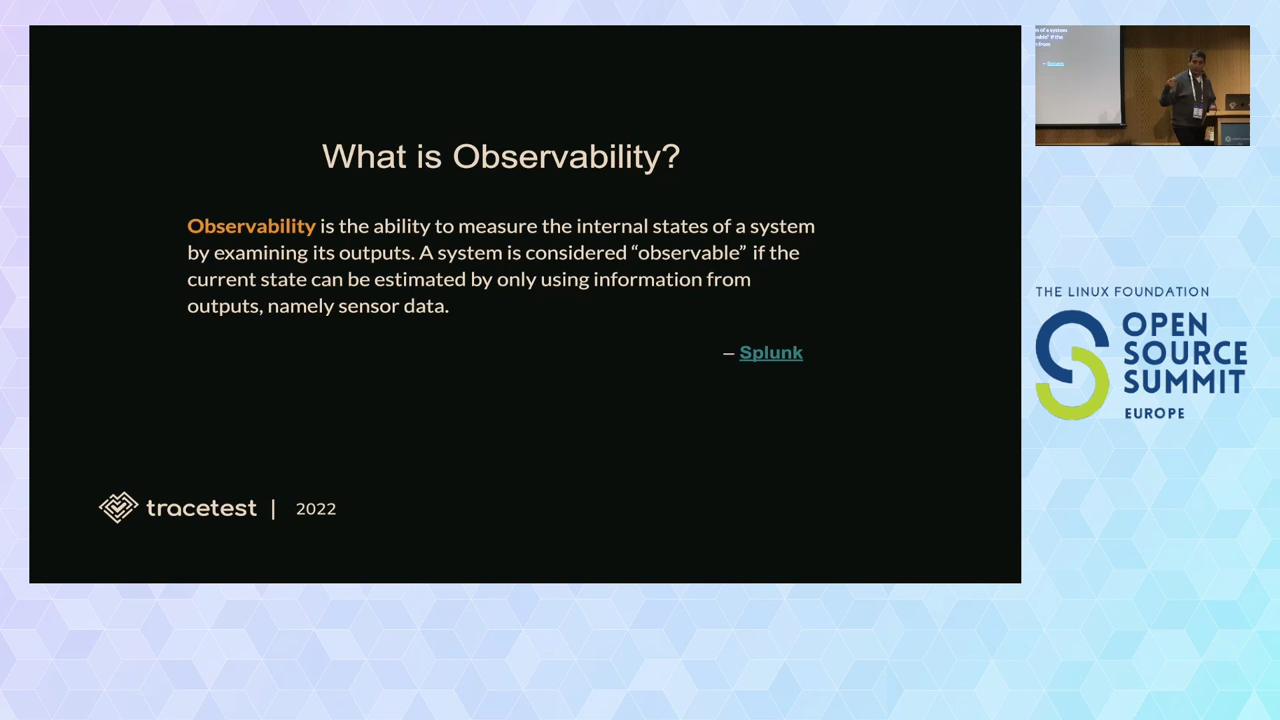 What is Observability?
Observability is the ability to measure the internal states of a system
by examining its outputs. A system is considered “observable” if the
current state can be estimated by only using information from
outputs, namely sensor data.
– Splunk
tracetest | 2022
THE LINUX FOUNDATION
OPEN
SOURCE
SUMMIT
EUROPE